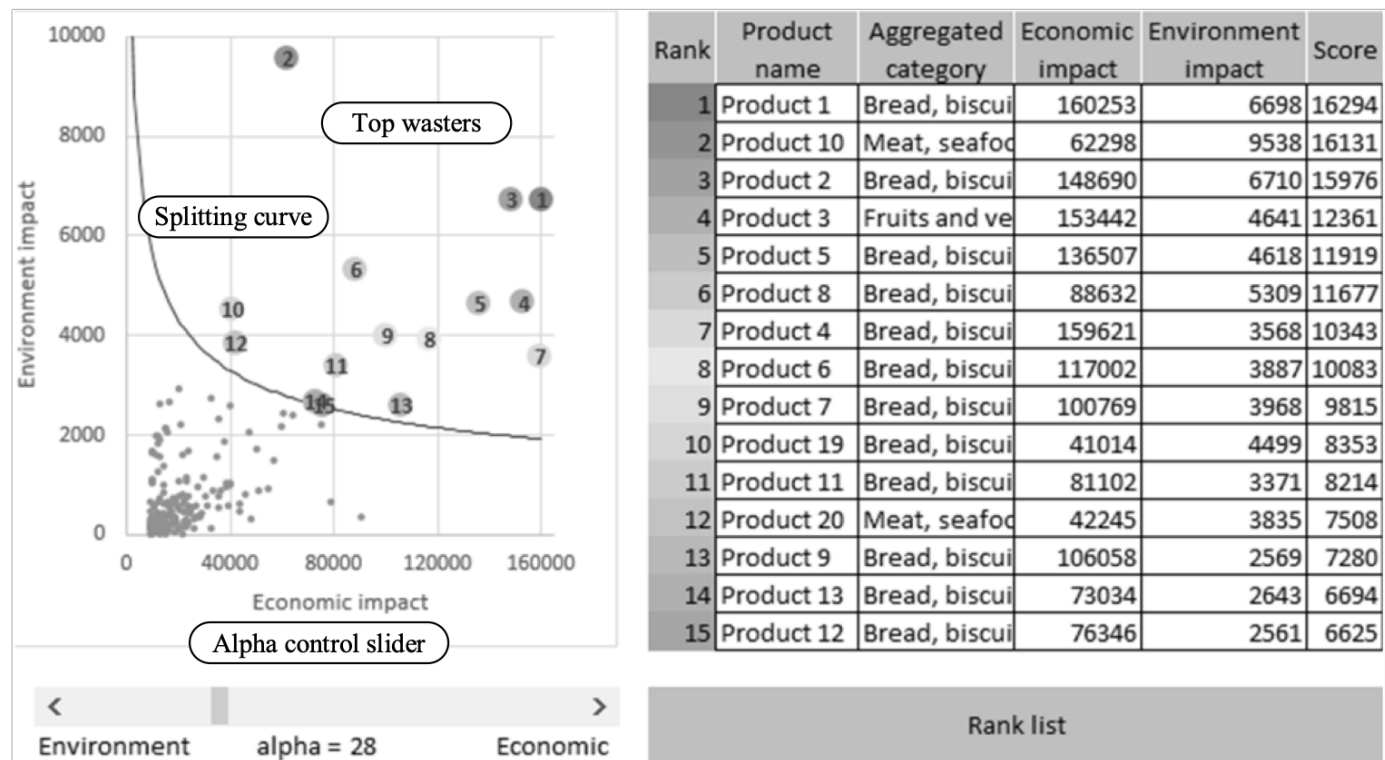 10000
8000
6000
4000
2000
0
0 40000 80000 120000 160000
Environment impact
Economic impact
Top wasters
Splitting curve
2
3 1
6
5 4
10
9 8
12
11 7
14 15 13
Alpha control slider
< >
Environment alpha = 28 Economic
Rank Product name Aggregated category Economic impact Environment impact Score
1 Product 1 Bread, biscui 160253 6698 16294
2 Product 10 Meat, seafoo 62298 9538 16131
3 Product 2 Bread, biscui 148690 6710 15976
4 Product 3 Fruits and ve 153442 4641 12361
5 Product 5 Bread, biscui 136507 4618 11919
6 Product 8 Bread, biscui 88632 5309 11677
7 Product 4 Bread, biscui 159621 3568 10343
8 Product 6 Bread, biscui 117002 3887 10083
9 Product 7 Bread, biscui 100769 3968 9815
10 Product 19 Bread, biscui 41014 4499 8353
11 Product 11 Bread, biscui 81102 3371 8214
12 Product 20 Meat, seafoo 42245 3835 7508
13 Product 9 Bread, biscui 106058 2569 7280
14 Product 13 Bread, biscui 73034 2643 6694
15 Product 12 Bread, biscui 76346 2561 6625
Rank list